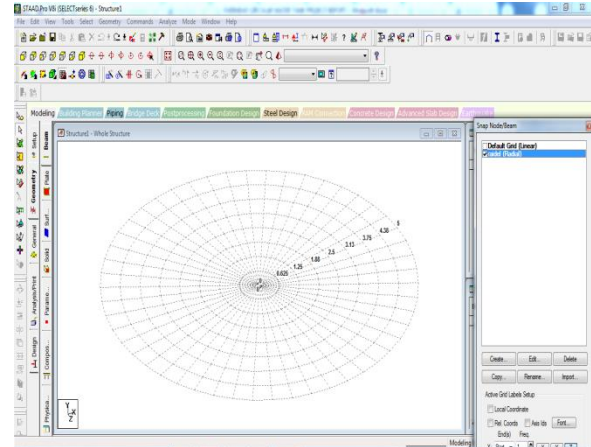 STAAD.Pro V8i (SELECTseries 6) - Structure1
File Edit View Tools Select Geometry Commands Analyze Mode Window Help
Modeling Building Planner Piping Bridge Deck Postprocessing Foundation Design Steel Design Concrete Design Advanced Slab Design
Snap Node/Beam
Structure1 - Whole Structure
Default Grid (Linear)
(Radial)
Setup
Geometry
General
Analysis/Print
Design
Beam
Plate
Surf...
Solid
Parame...
Compos...
Physica...
5
4.38
3.75
3.13
2.5
1.88
1.25
0.625
Y
X
Z
Create...
Edit...
Delete
Copy...
Rename...
Import...
Active Grid Labels Setup
Local Coordinate
Rel. Coords
Axes Ids
Font...
End(s)
Freq
Modeling